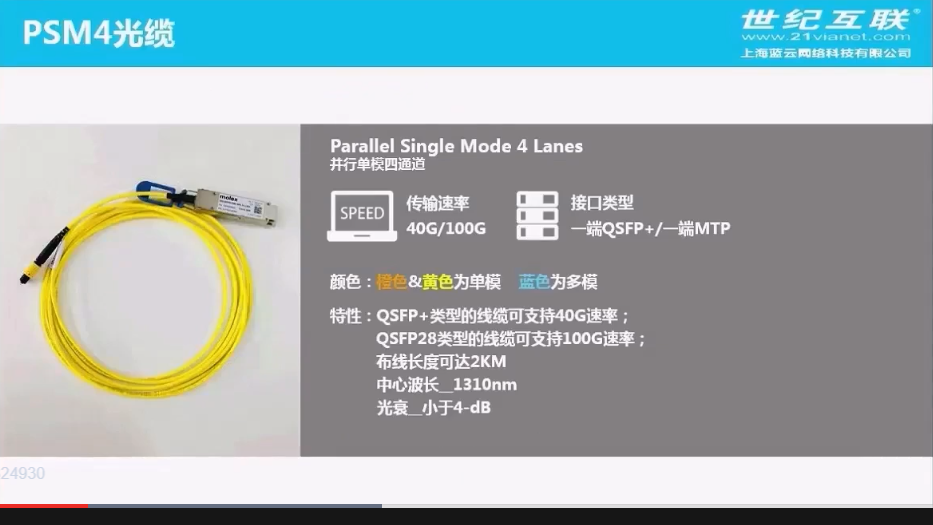 PSM4光缆
世纪互联®
www.21vianet.com
上海蓝云网络科技有限公司
Parallel Single Mode 4 Lanes
并行单模四通道
SPEED
传输速率
40G/100G
接口类型
一端QSFP+/一端MTP
molex
颜色：橙色&黄色为单模 蓝色为多模
特性：QSFP+类型的线缆可支持40G速率；
QSFP28类型的线缆可支持100G速率；
布线长度可达2KM
中心波长__1310nm
光衰__小于4-dB
24930